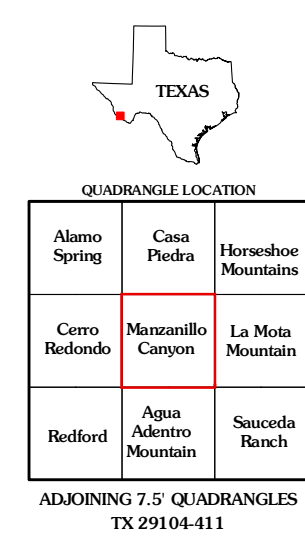 TEXAS
QUADRANGLE LOCATION
Alamo
Spring
Casa
Piedra
Horseshoe
Mountains
Cerro
Redondo
Manzanillo
Canyon
La Mota
Mountain
Redford
Agua
Adentro
Mountain
Sauceda
Ranch
ADJOINING 7.5' QUADRANGLES
TX 29104-411